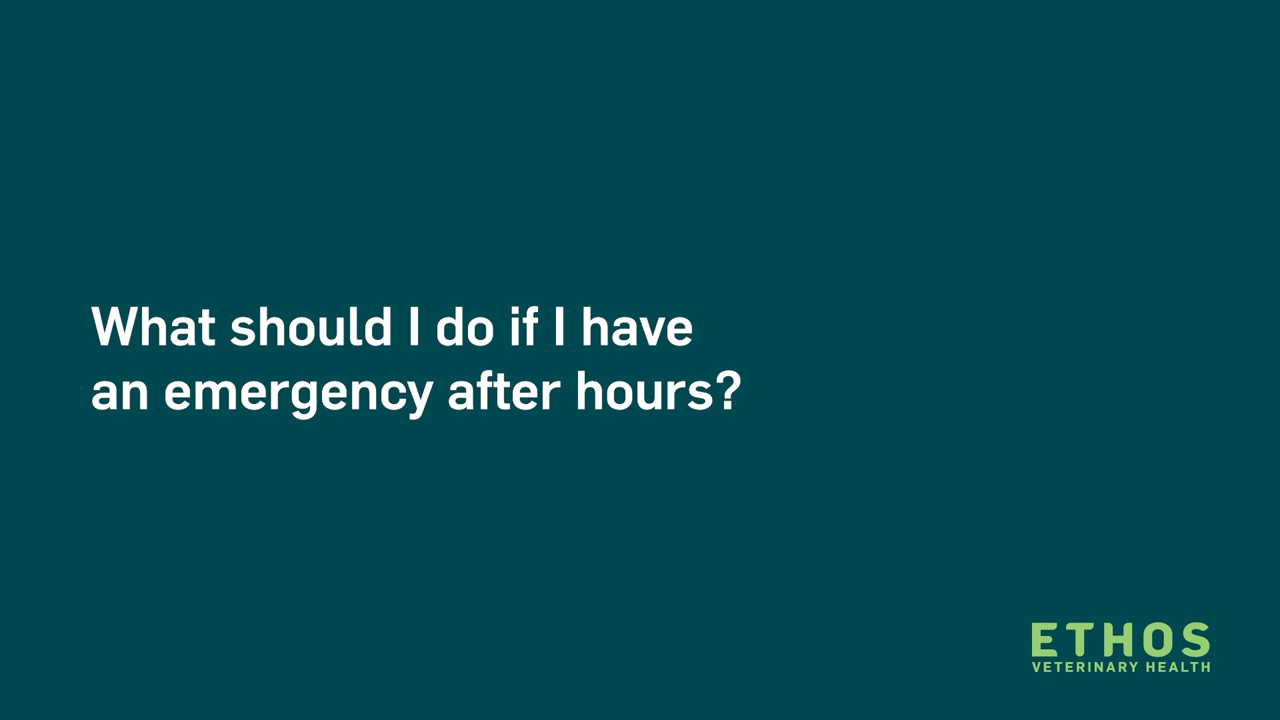 What should I do if I have
an emergency after hours?
ETHOS
VETERINARY HEALTH